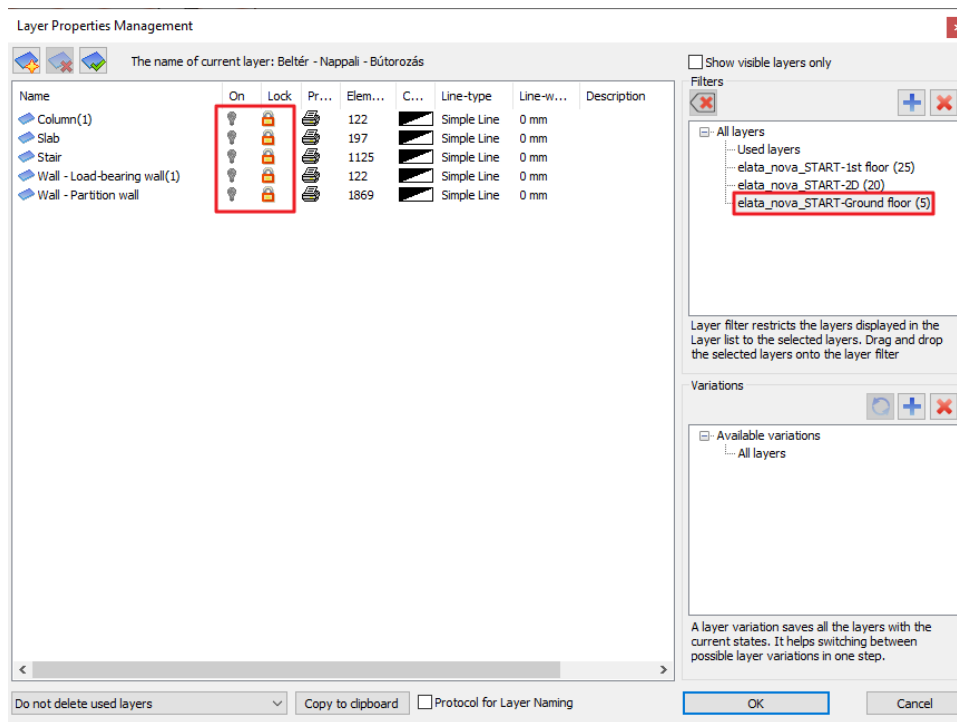 Layer Properties Management
The name of current layer: Beltér - Nappali - Bútorozás
Name On Lock Pr... Elem... C... Line-type Line-w... Description
Column(1) 122 Simple Line 0 mm
Slab 197 Simple Line 0 mm
Stair 1125 Simple Line 0 mm
Wall - Load-bearing wall(1) 122 Simple Line 0 mm
Wall - Partition wall 1869 Simple Line 0 mm
Show visible layers only
Filters
All layers
Used layers
elata_nova_START-1st floor (25)
elata_nova_START-2D (20)
elata_nova_START-Ground floor (5)
Layer filter restricts the layers displayed in the
Layer list to the selected layers. Drag and drop
the selected layers onto the layer filter
Variations
Available variations
All layers
A layer variation saves all the layers with the
current states. It helps switching between
possible layer variations in one step.
Do not delete used layers Copy to clipboard Protocol for Layer Naming OK Cancel